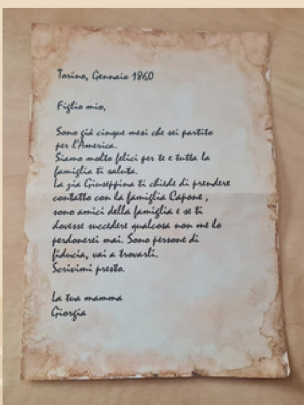 Torino, Gennaio 1860
Figlio mio,
Sono già cinque mesi che sei partito
per l'America.
Siamo molto felici per te e tutta la
famiglia ti saluta.
La zia Giuseppina ti chiede di prendere
contatto con la famiglia Capone ,
sono amici della famiglia e se ti
dovesse succedere qualcosa non me lo
perdonerei mai. Sono persone di
fiducia, vai a trovarli.
Scrivimi presto.
La tua mamma
Giorgia